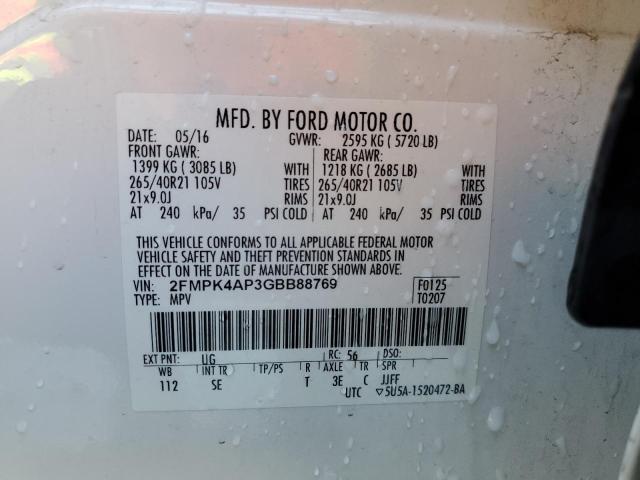 MFD. BY FORD MOTOR CO.
DATE: 05/16 GVWR: 2595 KG ( 5720 LB)
FRONT GAWR: REAR GAWR:
1399 KG ( 3085 LB) WITH 1218 KG ( 2685 LB) WITH
265/40R21 105V TIRES 265/40R21 105V TIRES
21x9.0J RIMS 21x9.0J RIMS
AT 240 kPa/ 35 PSI COLD AT 240 kPa/ 35 PSI COLD
THIS VEHICLE CONFORMS TO ALL APPLICABLE FEDERAL MOTOR
VEHICLE SAFETY AND THEFT PREVENTION STANDARDS IN
EFFECT ON THE DATE OF MANUFACTURE SHOWN ABOVE.
VIN: 2FMPK4AP3GBB88769 F0125
TYPE: MPV T0207
EXT PNT: UG RC: 56 DSO:
WB INT TR TP/PS R AXLE TR SPR
112 SE T 3E C JJFF
UTC ▽5U5A-1520472-BA